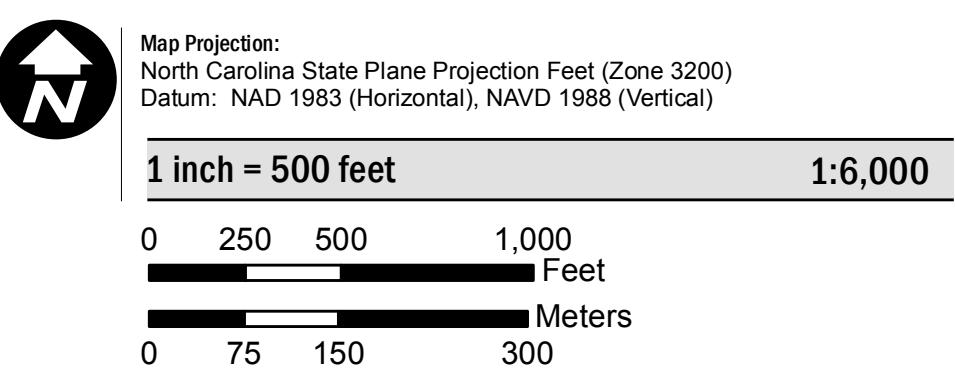 N
Map Projection:
North Carolina State Plane Projection Feet (Zone 3200)
Datum: NAD 1983 (Horizontal), NAVD 1988 (Vertical)
1 inch = 500 feet 1:6,000
0 250 500 1,000
Feet
Meters
0 75 150 300